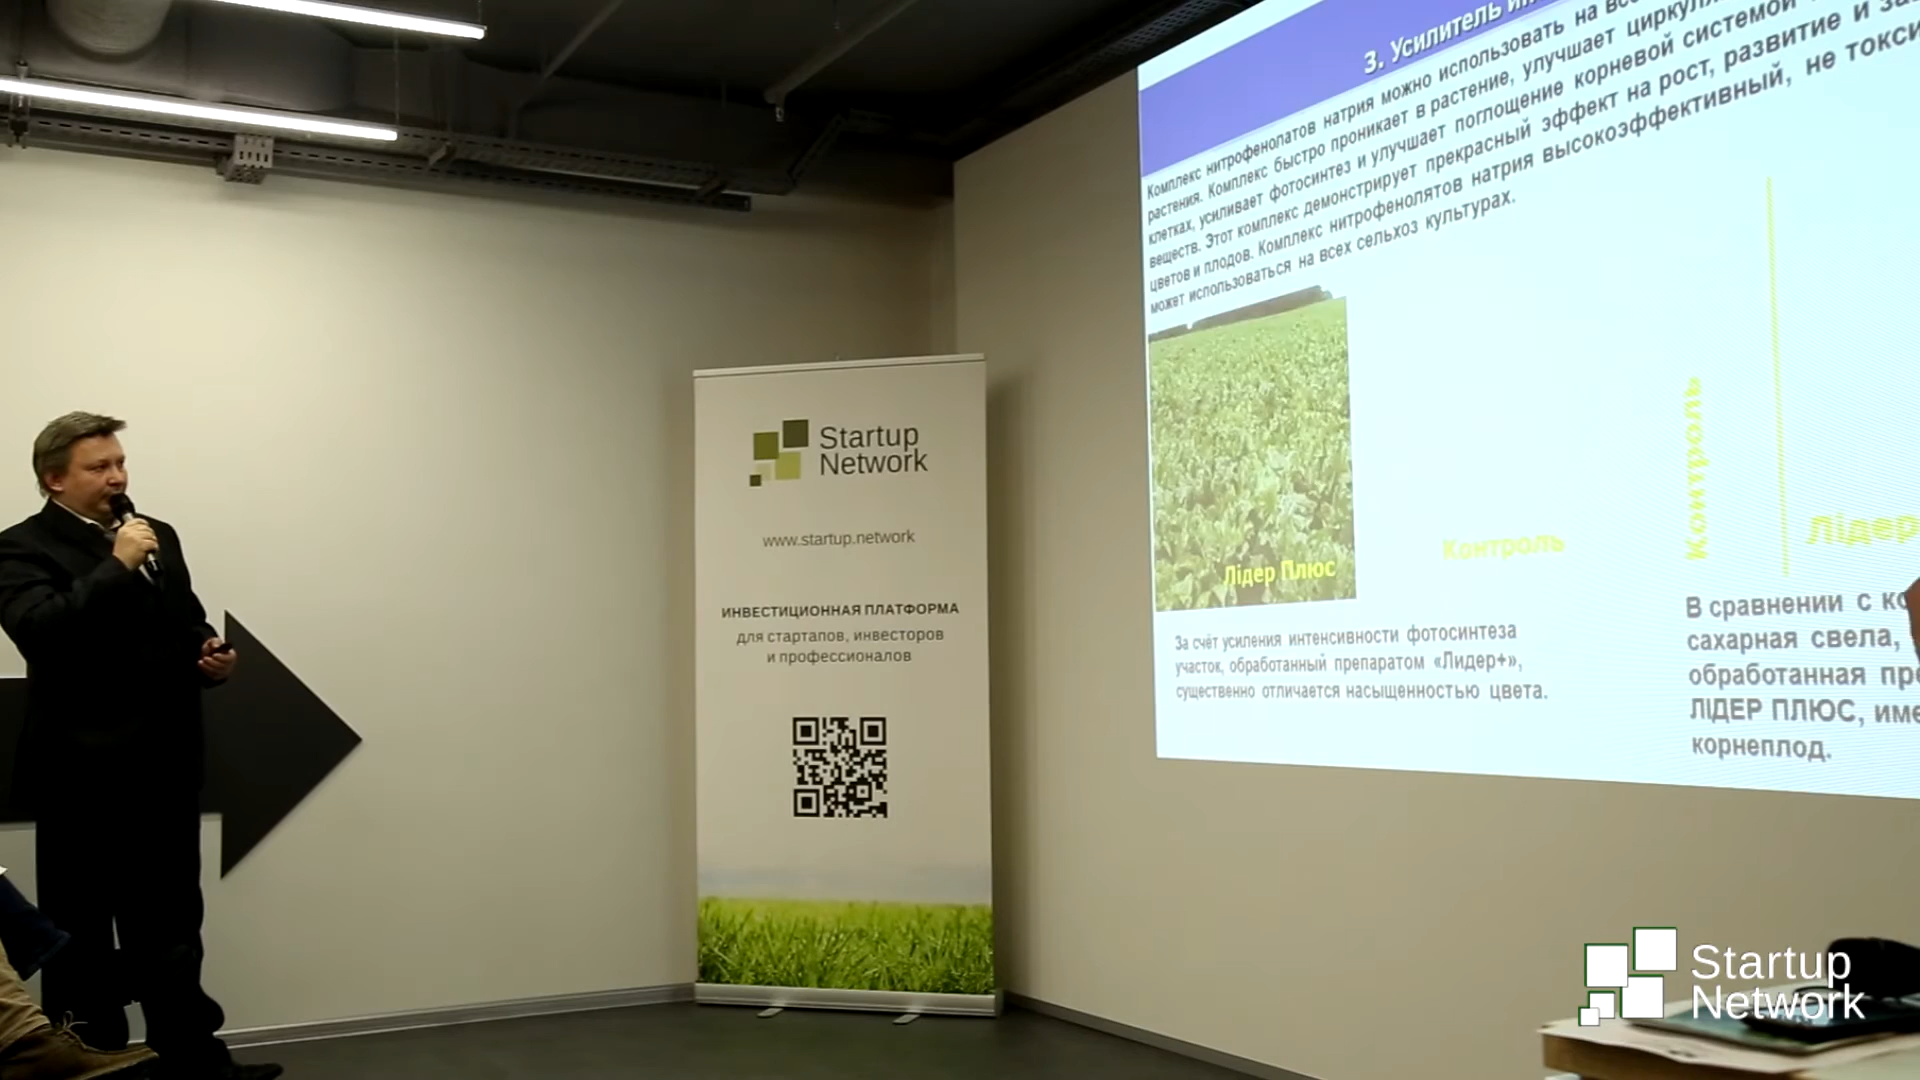 3. Усилитель
Комплекс нитрофенолатов натрия можно использовать на
растения. Комплекс быстро проникает в растение, улучшает
клетках, усиливает фотосинтез и улучшает поглощение корневой системой
веществ. Этот комплекс демонстрирует прекрасный эффект на рост, развитие и
цветов и плодов. Комплекс нитрофенолятов натрия высокоэффективный, не
может использоваться на всех сельхоз культурах.
Лідер Плюс
Контроль
Контроль
Лідер
За счёт усиления интенсивности фотосинтеза
участок, обработанный препаратом «Лидер+»,
существенно отличается насыщенностью цвета.
В сравнении с
сахарная свела,
обработанная
ЛІДЕР ПЛЮС,
корнеплод.
Startup
Network
www.startup.network
ИНВЕСТИЦИОННАЯ ПЛАТФОРМА
для стартапов, инвесторов
и профессионалов
Startup
Network